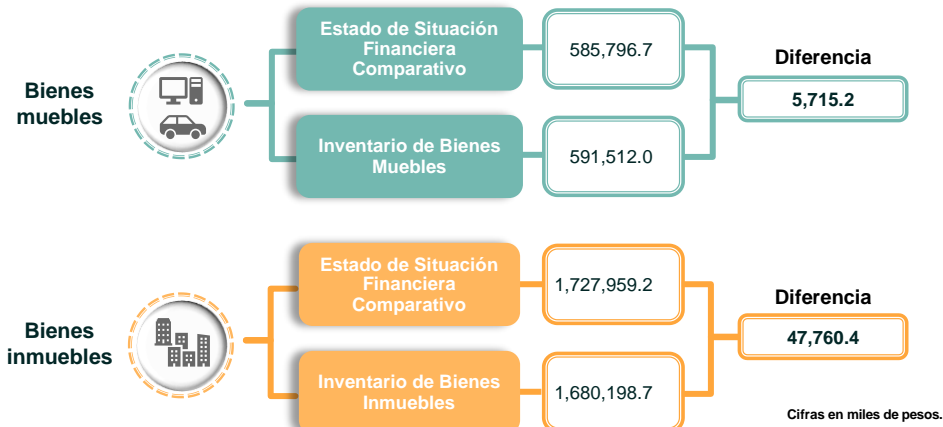 Bienes
muebles
Estado de Situación
Financiera
Comparativo
585,796.7
Inventario de Bienes
Muebles
591,512.0
Diferencia
5,715.2
Bienes
inmuebles
Estado de Situación
Financiera
Comparativo
1,727,959.2
Inventario de Bienes
Inmuebles
1,680,198.7
Diferencia
47,760.4
Cifras en miles de pesos.